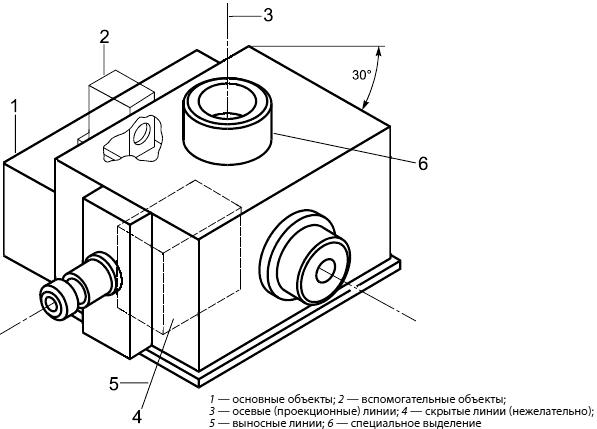 3
2
30°
1
6
5
4
1 — основные объекты; 2 — вспомогательные объекты;
3 — осевые (проекционные) линии; 4 — скрытые линии (нежелательно);
5 — выносные линии; 6 — специальное выделение